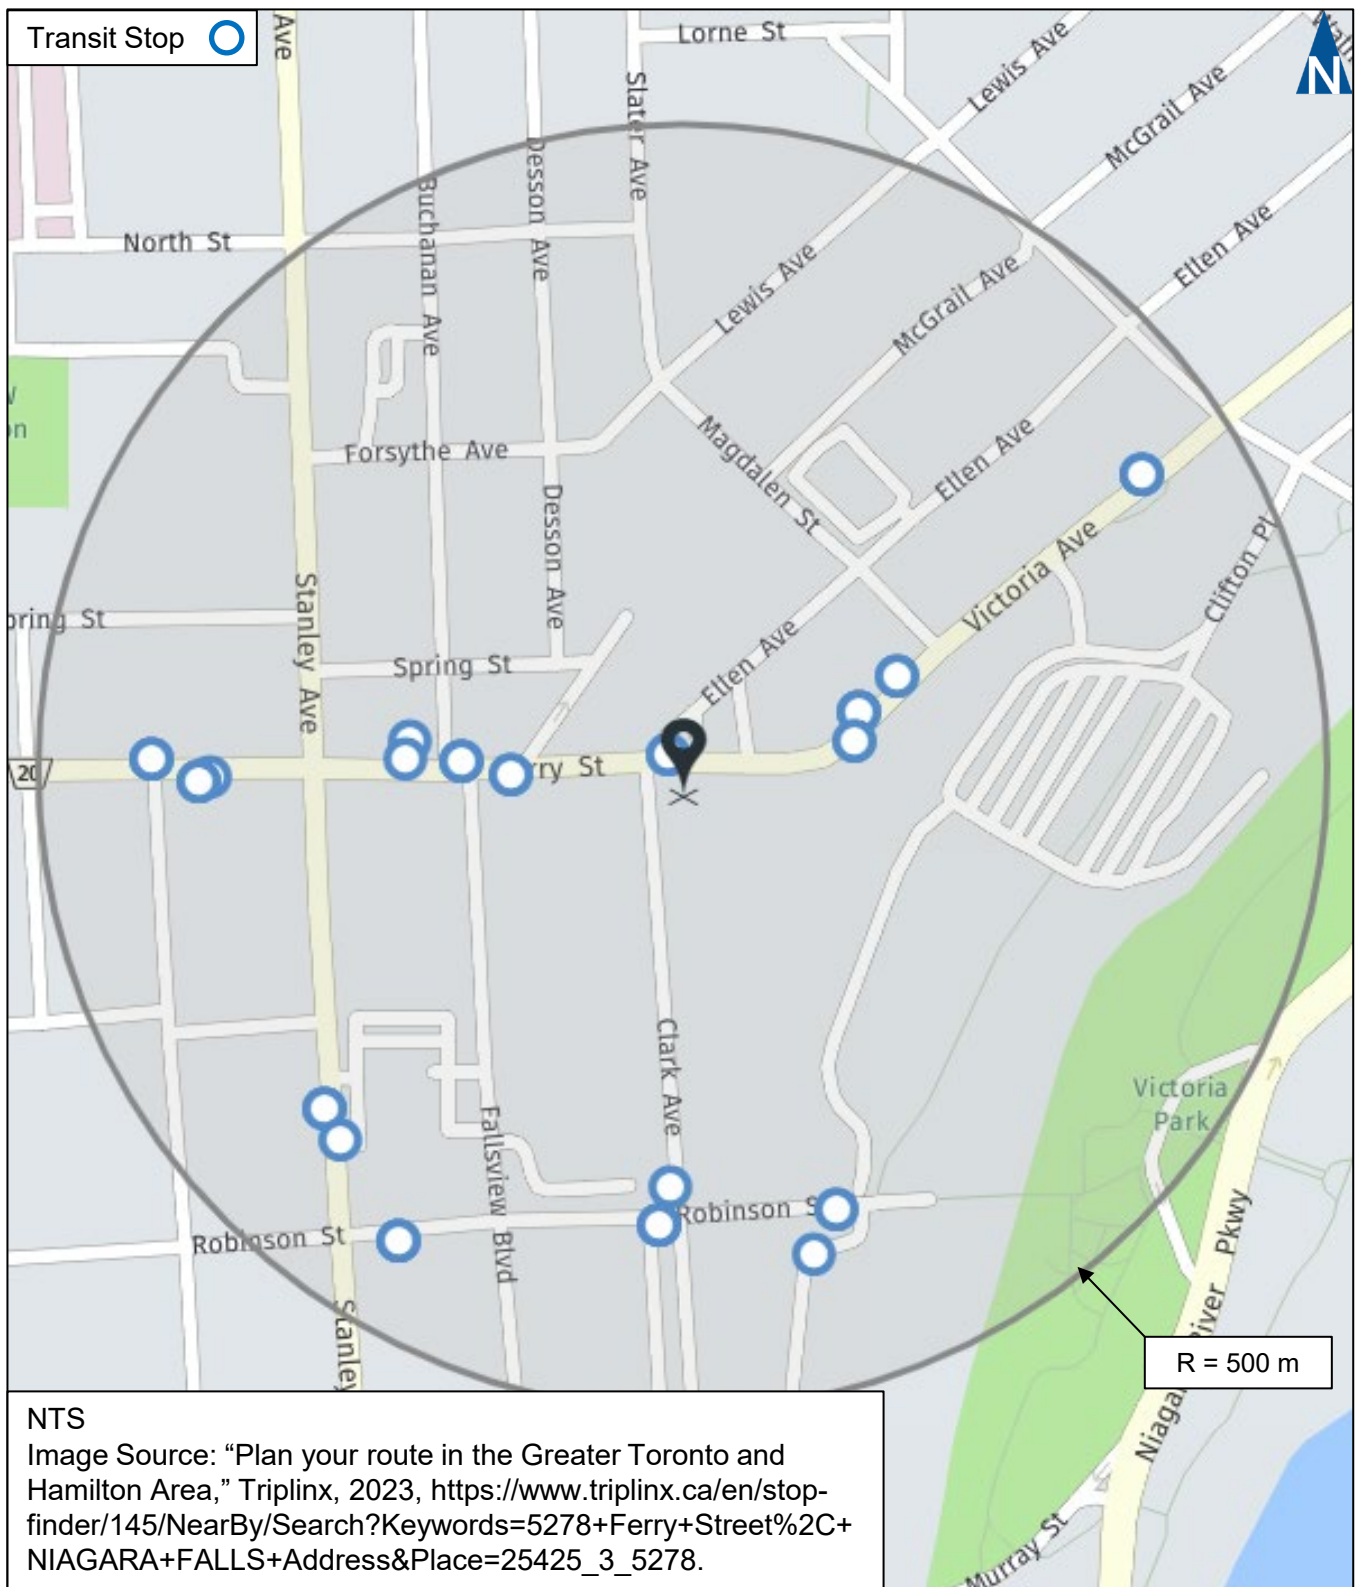 Transit Stop
N
Ave
Lorne St
Lewis Ave
McGrail Ave
Slater Ave
Desson Ave
Buchanan Ave
North St
Ellen Ave
Lewis Ave
McGrail Ave
Forsythe Ave
Magdalen St
Ellen Ave
Desson Ave
Stanley Ave
Victoria Ave
Clifton Pl
pring St
Spring St
Ellen Ave
20
rry St
Clark Ave
Fallsview Blvd
Victoria
Park
Robinson St
Robinson S
Stanley
Niaga
River Pkwy
Murray St
R = 500 m
NTS
Image Source: “Plan your route in the Greater Toronto and
Hamilton Area,” Triplinx, 2023, https://www.triplinx.ca/en/stop-
finder/145/NearBy/Search?Keywords=5278+Ferry+Street%2C+
NIAGARA+FALLS+Address&Place=25425_3_5278.